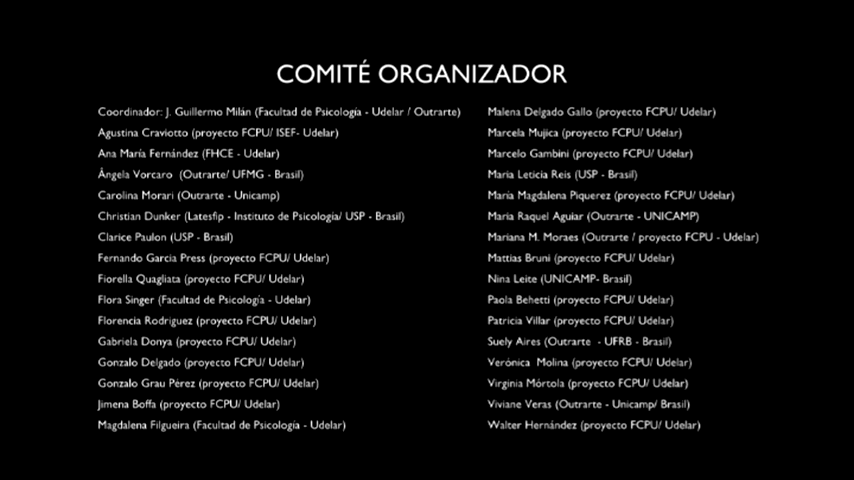 COMITÉ ORGANIZADOR
Coordinador: J. Guillermo Milán (Facultad de Psicología - Udelar / Outrarte)
Agustina Craviotto (proyecto FCPU/ ISEF- Udelar)
Ana María Fernández (FHCE - Udelar)
Ângela Vorcaro (Outrarte/ UFMG - Brasil)
Carolina Morari (Outrarte - Unicamp)
Christian Dunker (Latesfip - Instituto de Psicología/ USP - Brasil)
Clarice Paulon (USP - Brasil)
Fernando Garcia Press (proyecto FCPU/ Udelar)
Fiorella Quagliata (proyecto FCPU/ Udelar)
Flora Singer (Facultad de Psicología - Udelar)
Florencia Rodriguez (proyecto FCPU/ Udelar)
Gabriela Donya (proyecto FCPU/ Udelar)
Gonzalo Delgado (proyecto FCPU/ Udelar)
Gonzalo Grau Pérez (proyecto FCPU/ Udelar)
Jimena Boffa (proyecto FCPU/ Udelar)
Magdalena Filgueira (Facultad de Psicología - Udelar)
Malena Delgado Gallo (proyecto FCPU/ Udelar)
Marcela Mujica (proyecto FCPU/ Udelar)
Marcelo Gambini (proyecto FCPU/ Udelar)
Maria Leticia Reis (USP - Brasil)
María Magdalena Piquerez (proyecto FCPU/ Udelar)
Maria Raquel Aguiar (Outrarte - UNICAMP)
Mariana M. Moraes (Outrarte / proyecto FCPU - Udelar)
Mattias Bruni (proyecto FCPU/ Udelar)
Nina Leite (UNICAMP- Brasil)
Paola Behetti (proyecto FCPU/ Udelar)
Patricia Villar (proyecto FCPU/ Udelar)
Suely Aires (Outrarte - UFRB - Brasil)
Verónica Molina (proyecto FCPU/ Udelar)
Virginia Mórtola (proyecto FCPU/ Udelar)
Viviane Veras (Outrarte - Unicamp/ Brasil)
Walter Hernández (proyecto FCPU/ Udelar)